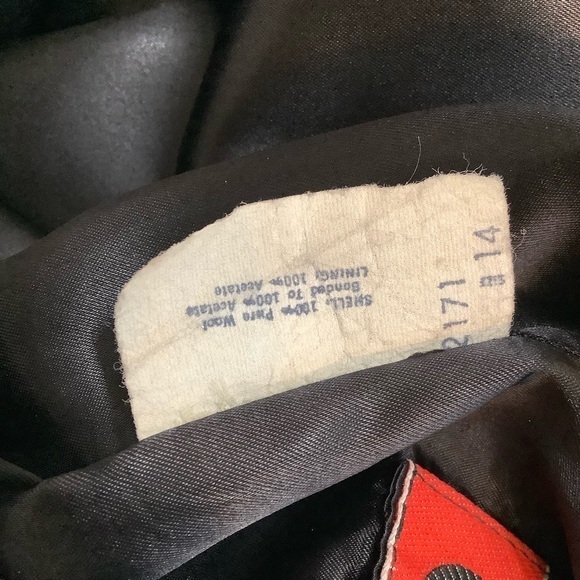 SHELL: 100% Pure Wool
Bonded To 100% Acetate
LINING: 100% Acetate
2171
SIZE 14